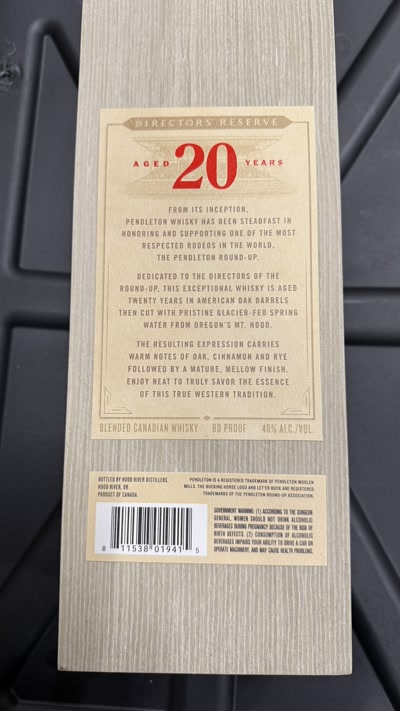 DIRECTORS' RESERVE
AGED 20 YEARS
FROM ITS INCEPTION,
PENDLETON WHISKY HAS BEEN STEADFAST IN
HONORING AND SUPPORTING ONE OF THE MOST
RESPECTED RODEOS IN THE WORLD,
THE PENDLETON ROUND-UP.
DEDICATED TO THE DIRECTORS OF THE
ROUND-UP, THIS EXCEPTIONAL WHISKY IS AGED
TWENTY YEARS IN AMERICAN OAK BARRELS
THEN CUT WITH PRISTINE GLACIER-FED SPRING
WATER FROM OREGON'S MT. HOOD.
THE RESULTING EXPRESSION CARRIES
WARM NOTES OF OAK, CINNAMON AND RYE
FOLLOWED BY A MATURE, MELLOW FINISH.
ENJOY NEAT TO TRULY SAVOR THE ESSENCE
OF THIS TRUE WESTERN TRADITION.
BLENDED CANADIAN WHISKY 80 PROOF 40% ALC./VOL.
BOTTLED BY HOOD RIVER DISTILLERS,
HOOD RIVER, OR
PRODUCT OF CANADA.
PENDLETON IS A REGISTERED TRADEMARK OF PENDLETON WOOLEN
MILLS. THE BUCKING HORSE LOGO AND LET'ER BUCK ARE REGISTERED
TRADEMARKS OF THE PENDLETON ROUND-UP ASSOCIATION.
GOVERNMENT WARNING: (1) ACCORDING TO THE SURGEON
GENERAL, WOMEN SHOULD NOT DRINK ALCOHOLIC
BEVERAGES DURING PREGNANCY BECAUSE OF THE RISK OF
BIRTH DEFECTS. (2) CONSUMPTION OF ALCOHOLIC
BEVERAGES IMPAIRS YOUR ABILITY TO DRIVE A CAR OR
OPERATE MACHINERY, AND MAY CAUSE HEALTH PROBLEMS.
8 11538 01941 5